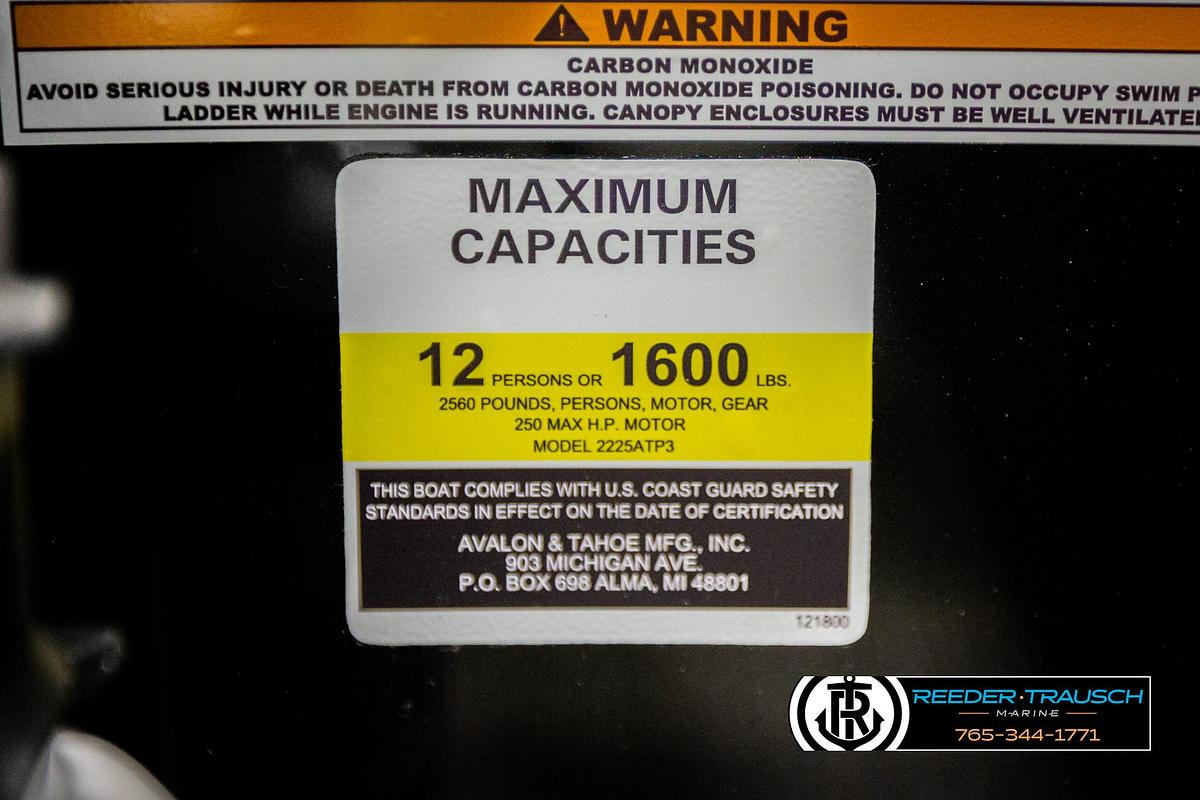 WARNING
CARBON MONOXIDE
AVOID SERIOUS INJURY OR DEATH FROM CARBON MONOXIDE POISONING. DO NOT OCCUPY SWIM P
LADDER WHILE ENGINE IS RUNNING. CANOPY ENCLOSURES MUST BE WELL VENTILATE
MAXIMUM
CAPACITIES
12 PERSONS OR 1600 LBS.
2560 POUNDS, PERSONS, MOTOR, GEAR
250 MAX H.P. MOTOR
MODEL 2225ATP3
THIS BOAT COMPLIES WITH U.S. COAST GUARD SAFETY
STANDARDS IN EFFECT ON THE DATE OF CERTIFICATION
AVALON & TAHOE MFG., INC.
903 MICHIGAN AVE.
P.O. BOX 698 ALMA, MI 48801
121800
REEDER·TRAUSCH
MARINE
765-344-1771